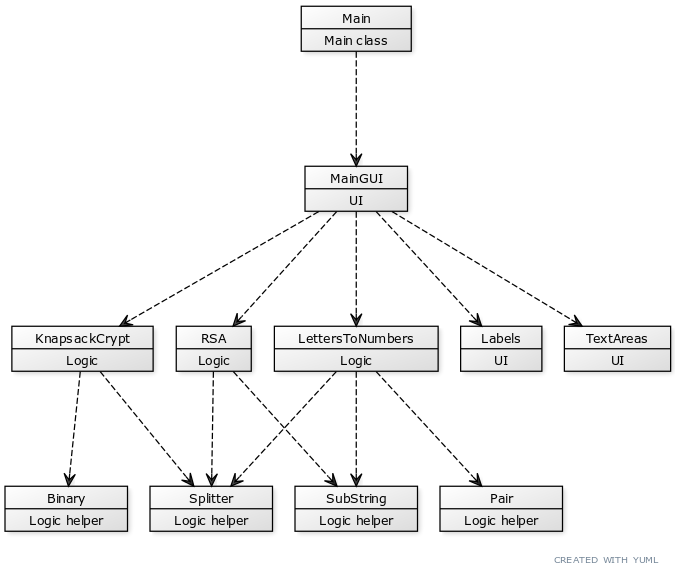 Main
Main class
MainGUI
UI
KnapsackCrypt
Logic
RSA
Logic
LettersToNumbers
Logic
Labels
UI
TextAreas
UI
Binary
Logic helper
Splitter
Logic helper
SubString
Logic helper
Pair
Logic helper
CREATED WITH YUML